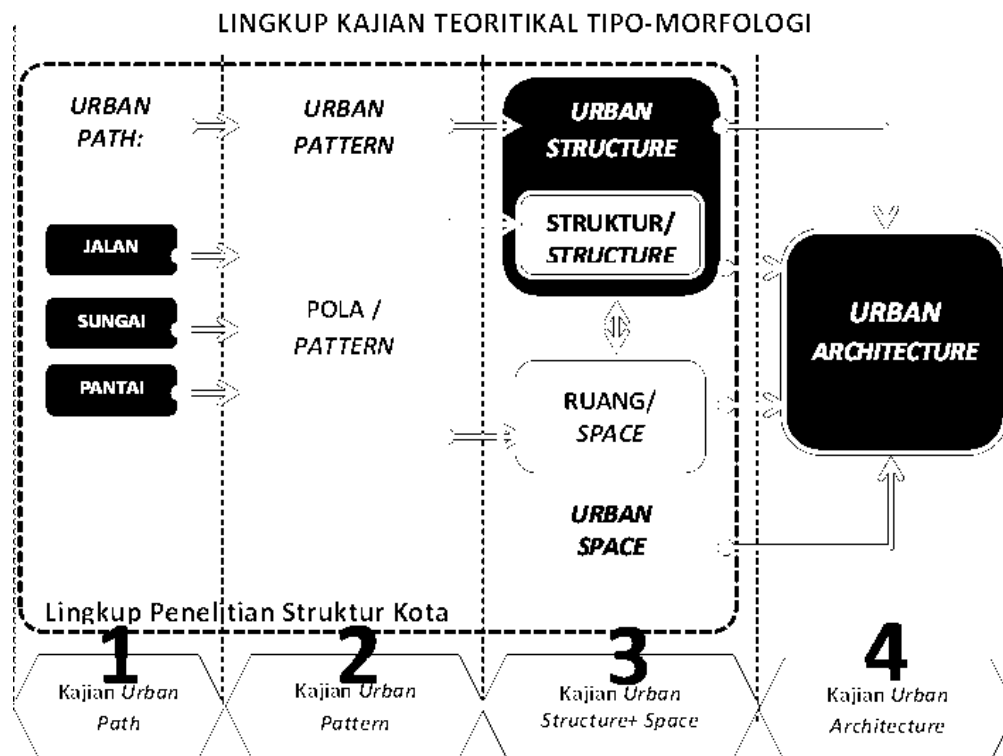 LINGKUP KAJIAN TEORITIKAL TIPO-MORFOLOGI
URBAN
PATH:
URBAN
PATTERN
URBAN
STRUCTURE
STRUKTUR/
STRUCTURE
JALAN
SUNGAI
PANTAI
POLA /
PATTERN
RUANG/
SPACE
URBAN
SPACE
URBAN
ARCHITECTURE
Lingkup Penelitian Struktur Kota
1
Kajian Urban
Path
2
Kajian Urban
Pattern
3
Kajian Urban
Structure+ Space
4
Kajian Urban
Architecture